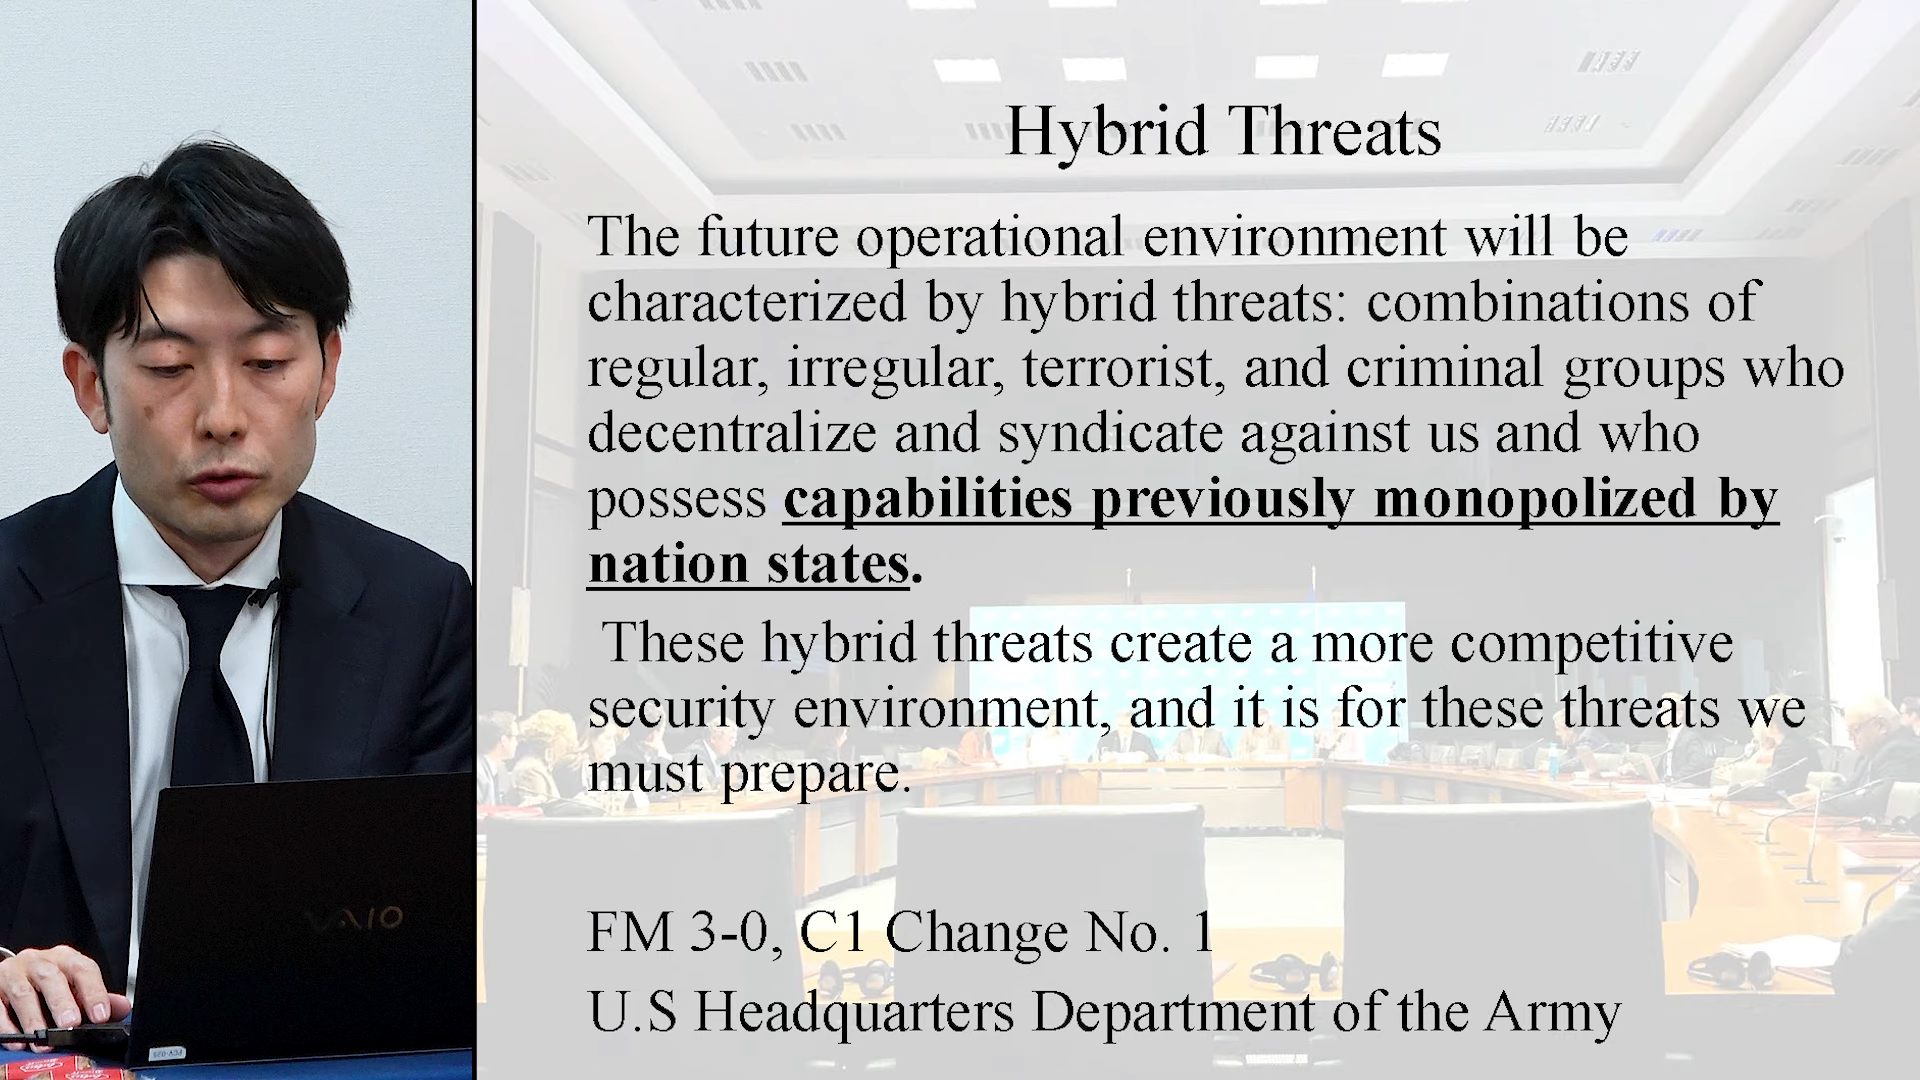 Hybrid Threats
The future operational environment will be
characterized by hybrid threats: combinations of
regular, irregular, terrorist, and criminal groups who
decentralize and syndicate against us and who
possess capabilities previously monopolized by
nation states.
These hybrid threats create a more competitive
security environment, and it is for these threats we
must prepare.
FM 3-0, C1 Change No. 1
U.S Headquarters Department of the Army
VAIO